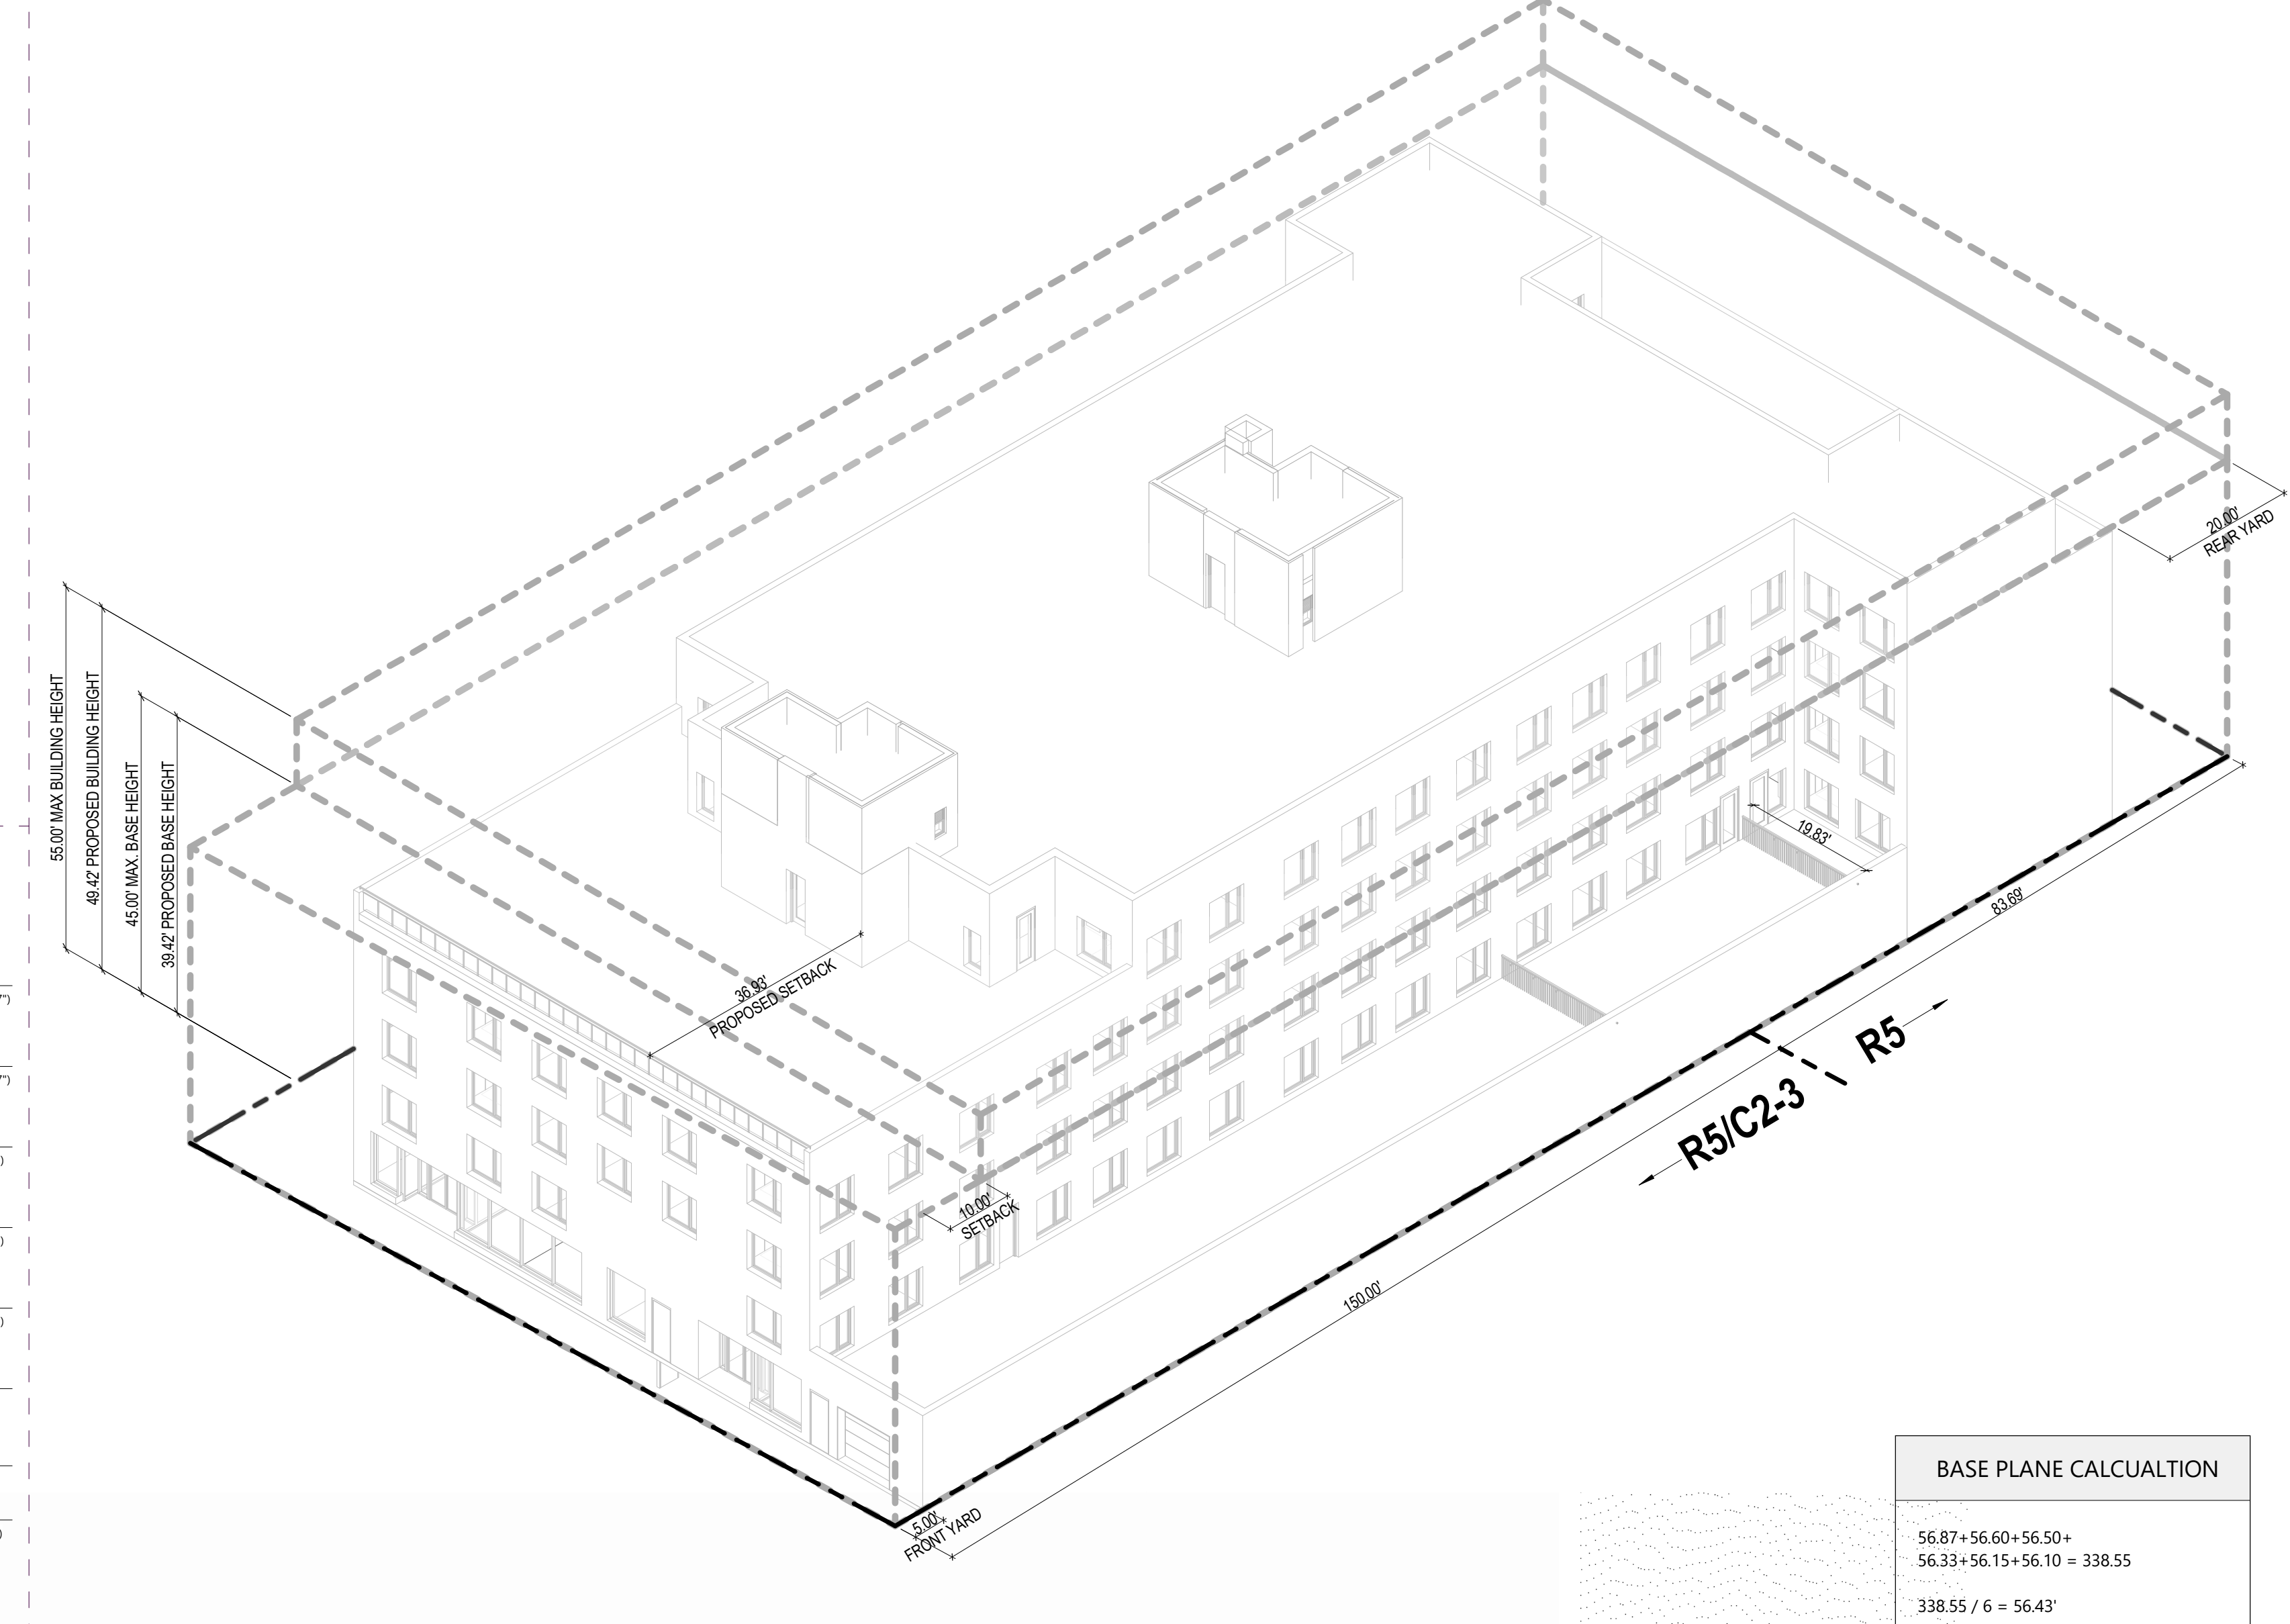 55.00' MAX BUILDING HEIGHT
49.42' PROPOSED BUILDING HEIGHT
45.00' MAX. BASE HEIGHT
39.42' PROPOSED BASE HEIGHT
20.00'
REAR YARD
19.83'
83.69'
36.93'
PROPOSED SETBACK
R5
R5/C2-3
10.00'
SETBACK
150.00'
5.00'
FRONT YARD
BASE PLANE CALCUALTION
56.87+56.60+56.50+
56.33+56.15+56.10 = 338.55
338.55 / 6 = 56.43'